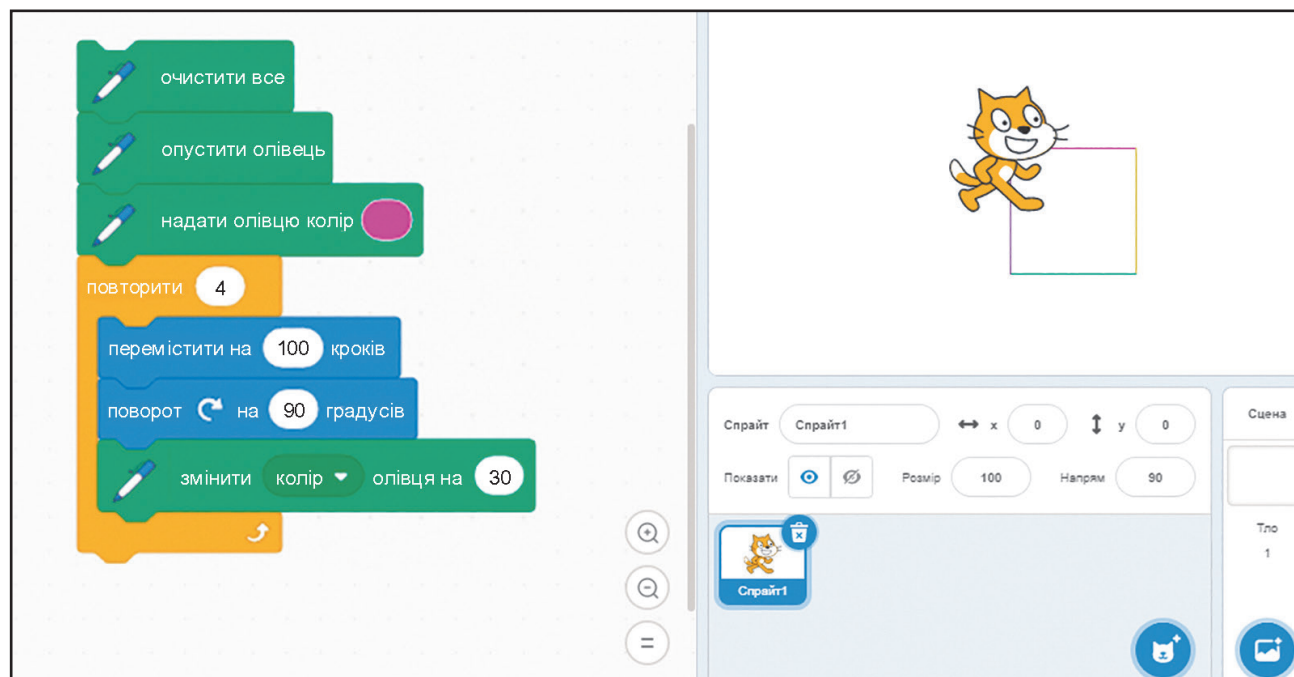 очистити все
опустити олівець
надати олівцю колір
повторити 4
перемістити на 100 кроків
поворот на 90 градусів
змінити колір олівця на 30
Спрайт Спрайт1 x 0 y 0
Показати Розмір 100 Напрям 90
Спрайт1
Сцена
Тло
1